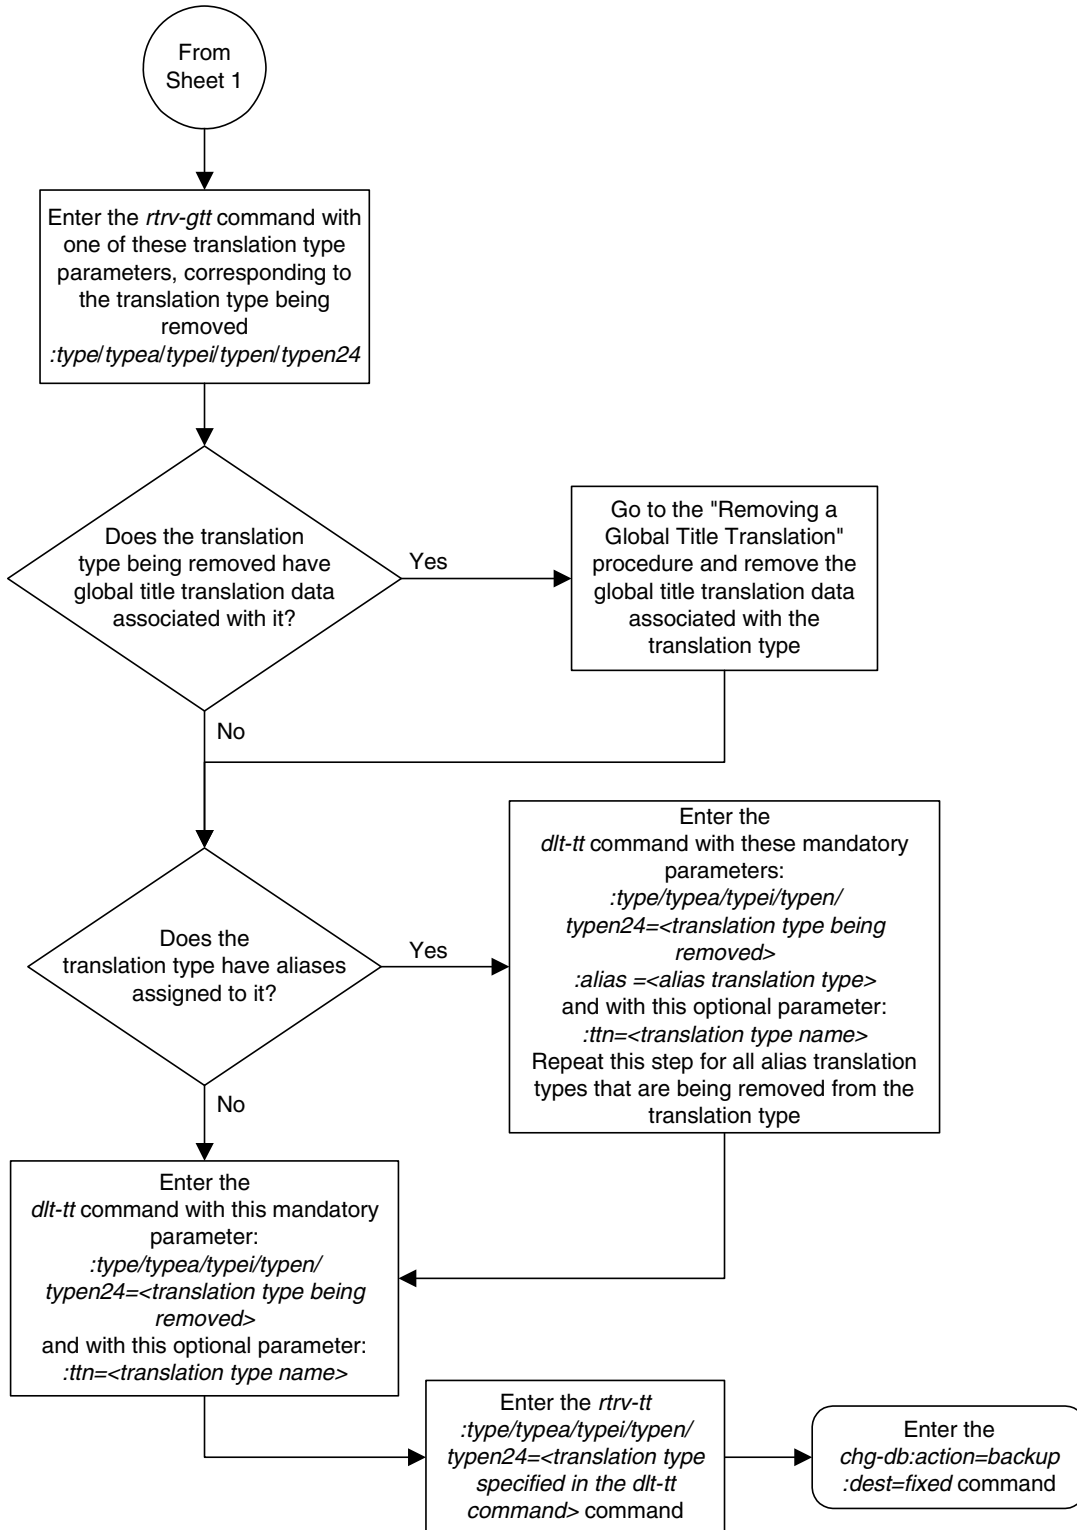 From
Sheet 1
Enter the rtrv-gtt command with
one of these translation type
parameters, corresponding to
the translation type being
removed
:type/typea/typei/typen/typen24
Does the translation
type being removed have
global title translation data
associated with it?
Yes
Go to the "Removing a
Global Title Translation"
procedure and remove the
global title translation data
associated with the
translation type
No
Does the
translation type have aliases
assigned to it?
Yes
Enter the
dlt-tt command with these mandatory
parameters:
:type/typea/typei/typen/
typen24=<translation type being
removed>
:alias =<alias translation type>
and with this optional parameter:
:ttn=<translation type name>
Repeat this step for all alias translation
types that are being removed from the
translation type
No
Enter the
dlt-tt command with this mandatory
parameter:
:type/typea/typei/typen/
typen24=<translation type being
removed>
and with this optional parameter:
:ttn=<translation type name>
Enter the rtrv-tt
:type/typea/typei/typen/
typen24=<translation type
specified in the dlt-tt
command> command
Enter the
chg-db:action=backup
:dest=fixed command